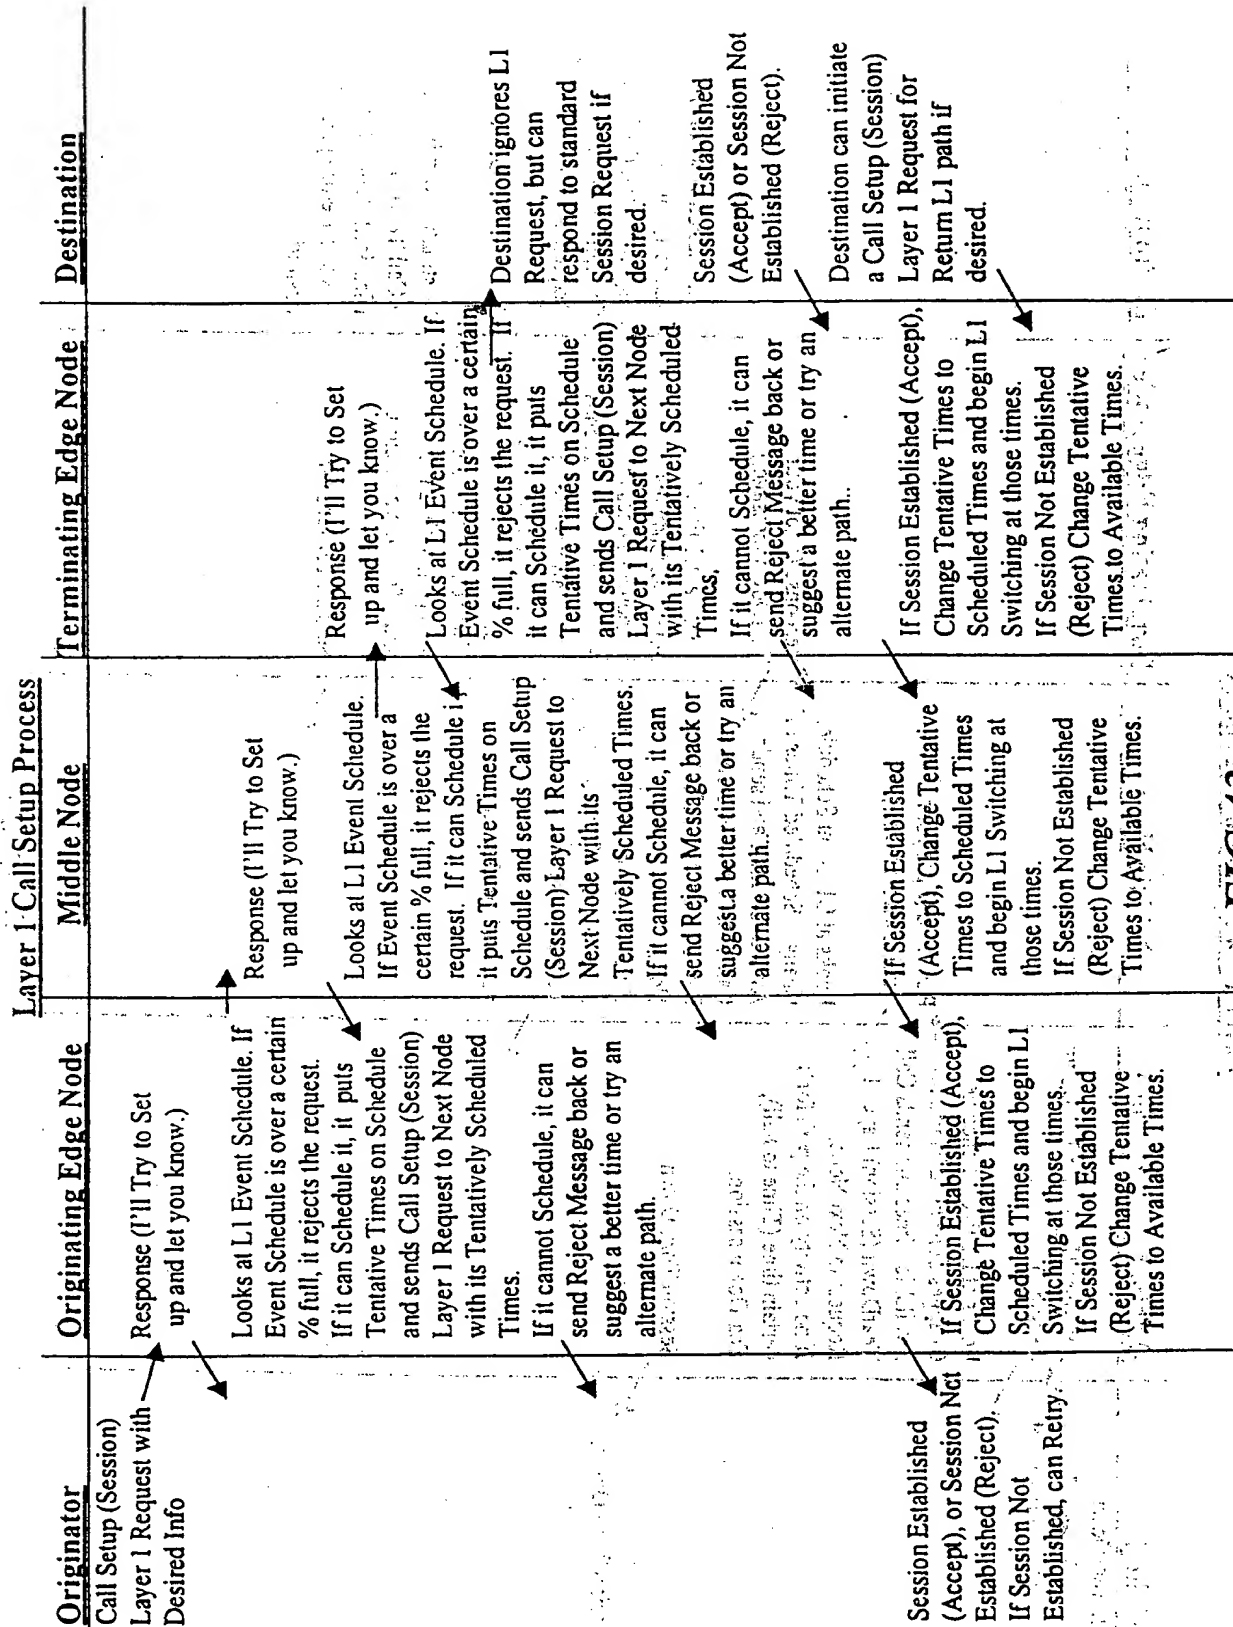 Layer 1 Call Setup Process
Originator
Originating Edge Node
Middle Node
Terminating Edge Node
Destination
Call Setup (Session)
Layer 1 Request with
Desired Info
Session Established
(Accept), or Session Not
Established (Reject).
If Session Not
Established, can Retry.
Response (I'll Try to Set
up and let you know.)
Looks at L1 Event Schedule. If
Event Schedule is over a certain
% full, it rejects the request.
If it can Schedule it, it puts
Tentative Times on Schedule
and sends Call Setup (Session)
Layer 1 Request to Next Node
with its Tentatively Scheduled
Times.
If it cannot Schedule, it can
send Reject Message back or
suggest a better time or try an
alternate path.
If Session Established (Accept),
Change Tentative Times to
Scheduled Times and begin L1
Switching at those times.
If Session Not Established
(Reject) Change Tentative
Times to Available Times.
Response (I'll Try to Set
up and let you know.)
Looks at L1 Event Schedule.
If Event Schedule is over a
certain % full, it rejects the
request. If it can Schedule it,
it puts Tentative Times on
Schedule and sends Call Setup
(Session) Layer 1 Request to
Next Node with its
Tentatively Scheduled Times.
If it cannot Schedule, it can
send Reject Message back or
suggest a better time or try an
alternate path.
If Session Established
(Accept), Change Tentative
Times to Scheduled Times
and begin L1 Switching at
those times.
If Session Not Established
(Reject) Change Tentative
Times to Available Times.
Response (I'll Try to Set
up and let you know.)
Looks at L1 Event Schedule. If
Event Schedule is over a certain
% full, it rejects the request. If
it can Schedule it, it puts
Tentative Times on Schedule
and sends Call Setup (Session)
Layer 1 Request to Next Node
with its Tentatively Scheduled
Times.
If it cannot Schedule, it can
send Reject Message back or
suggest a better time or try an
alternate path..
If Session Established (Accept),
Change Tentative Times to
Scheduled Times and begin L1
Switching at those times.
If Session Not Established
(Reject) Change Tentative
Times to Available Times.
Destination ignores L1
Request, but can
respond to standard
Session Request if
desired.
Session Established
(Accept) or Session Not
Established (Reject).
Destination can initiate
a Call Setup (Session)
Layer 1 Request for
Return L1 path if
desired.